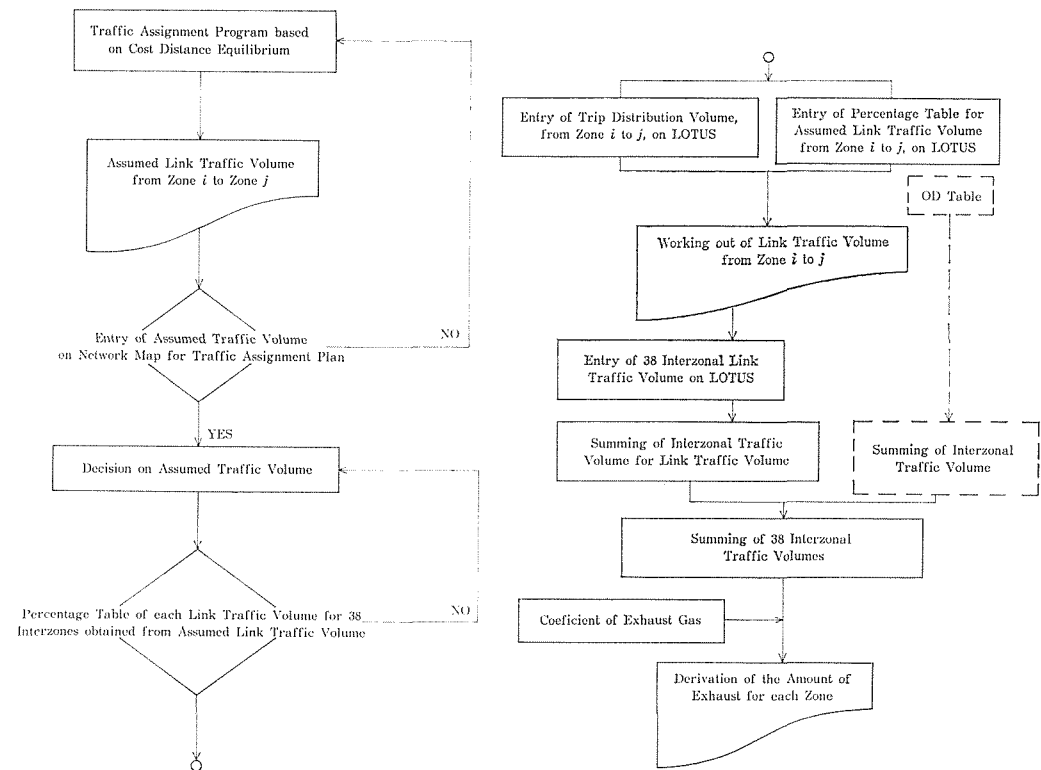 Traffic Assignment Program based
on Cost Distance Equilibrium
Assumed Link Traffic Volume
from Zone i to Zone j
Entry of Assumed Traffic Volume
on Network Map for Traffic Assignment Plan
NO
YES
Decision on Assumed Traffic Volume
Percentage Table of each Link Traffic Volume for 38
Interzones obtained from Assumed Link Traffic Volume
NO
Entry of Trip Distribution Volume,
from Zone i to j, on LOTUS
Entry of Percentage Table for
Assumed Link Traffic Volume
from Zone i to j, on LOTUS
OD Table
Working out of Link Traffic Volume
from Zone i to j
Entry of 38 Interzonal Link
Traffic Volume on LOTUS
Summing of Interzonal Traffic
Volume for Link Traffic Volume
Summing of Interzonal
Traffic Volume
Summing of 38 Interzonal
Traffic Volumes
Coeficient of Exhaust Gas
Derivation of the Amount of
Exhaust for each Zone